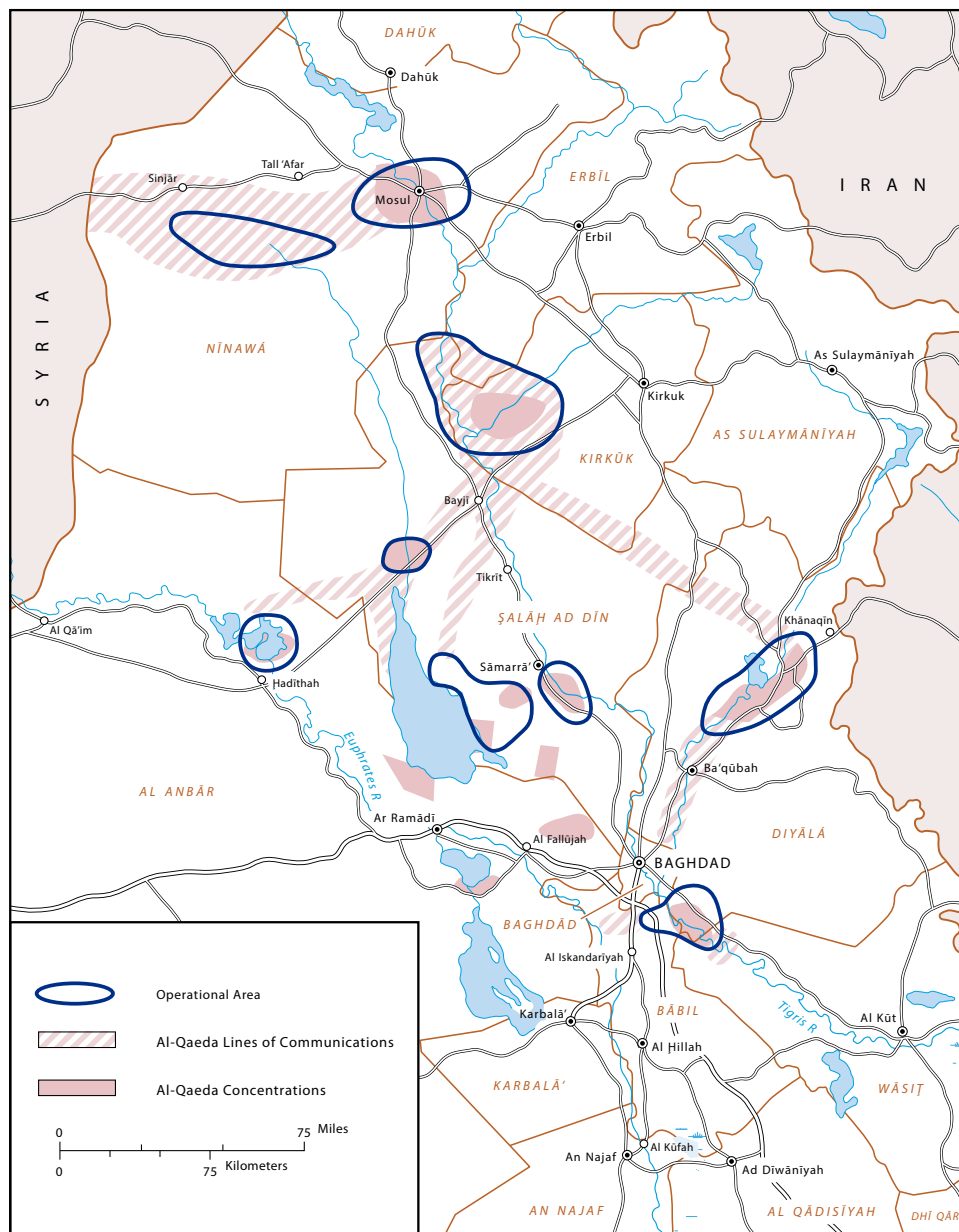 DAHŪK
Dahūk
Tall ‘Afar
Sinjār
Mosul
ERBĪL
IRAN
Erbil
SYRIA
NĪNAWÁ
As Sulaymānīyah
Kirkuk
AS SULAYMĀNĪYAH
KIRKŪK
Bayjī
Tikrīt
ṢALĀḤ AD DĪN
Khānaqīn
Al Qā’im
Sāmarrā’
Ḥadīthah
Euphrates R
Ba‘qūbah
AL ANBĀR
Ar Ramādī
DIYĀLÁ
Al Fallūjah
BAGHDAD
BAGHDĀD
Al Iskandarīyah
Karbalā’
BĀBIL
Tigris R
Al Kūt
Al Ḥillah
KARBALĀ’
WĀSIṬ
Al Kūfah
An Najaf
Ad Dīwānīyah
AN NAJAF
AL QĀDISĪYAH
DHĪ QĀR
Operational Area
Al-Qaeda Lines of Communications
Al-Qaeda Concentrations
0 75 Miles
0 75 Kilometers